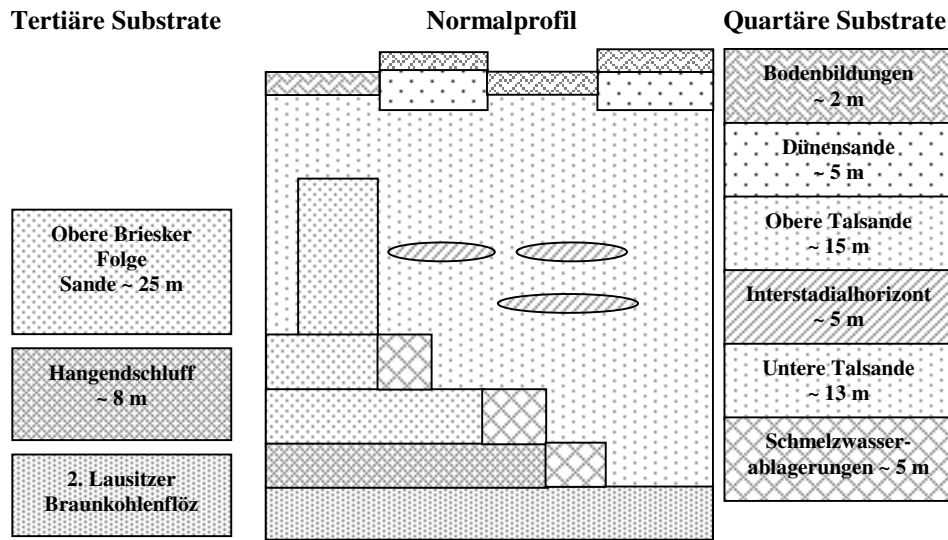 Tertiäre Substrate
Normalprofil
Quartäre Substrate
Obere Briesker
Folge
Sande ~ 25 m
Hangendschluff
~ 8 m
2. Lausitzer
Braunkohlenflöz
Bodenbildungen
~ 2 m
Dünensande
~ 5 m
Obere Talsande
~ 15 m
Interstadialhorizont
~ 5 m
Untere Talsande
~ 13 m
Schmelzwasser-
ablagerungen ~ 5 m